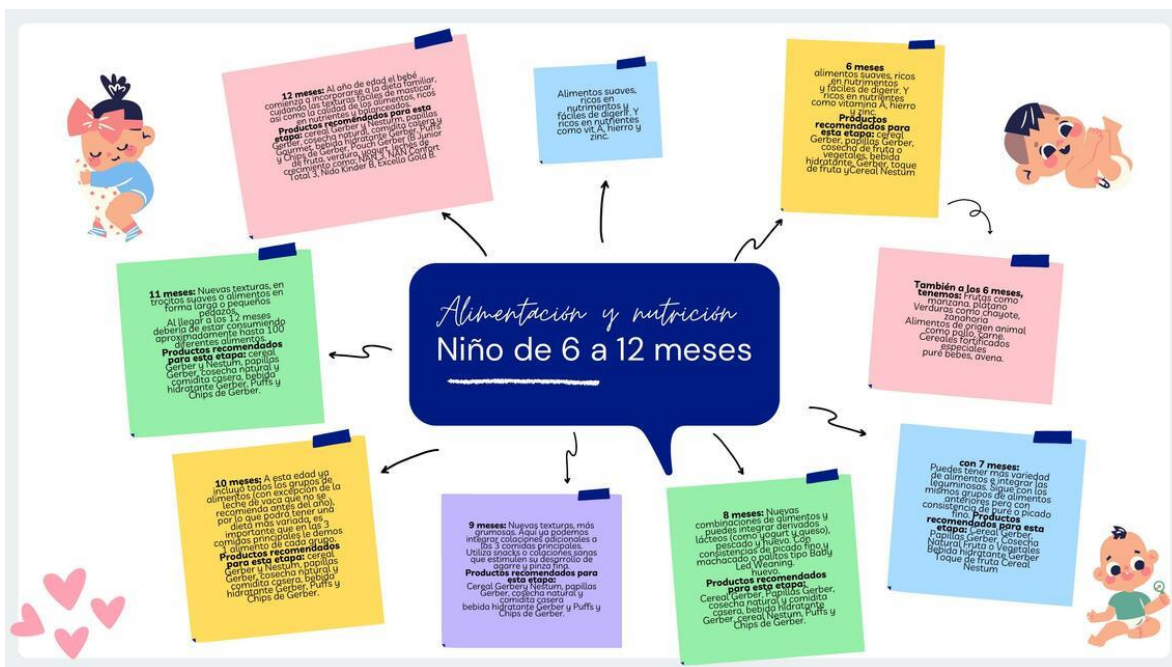 Alimentación y nutrición
Niño de 6 a 12 meses
Alimentos suaves,
ricos en
nutrimentos y
fáciles de digerir. Y
ricos en nutrientes
como vit A, hierro y
zinc.
6 meses
alimentos suaves, ricos
en nutrimentos
y fáciles de digerir. Y
ricos en nutrientes
como vitamina A, hierro
y zinc.
Productos
recomendados para
esta etapa: cereal
Gerber, papillas Gerber,
cosecha de fruta o
vegetales, bebida
hidratante, Gerber, toque
de fruta yCereal Nestum
También a los 6 meses,
tenemos: Frutas como
manzana, plátano
Verduras como chayote,
zanahoria
Alimentos de origen animal
como pollo, carne.
Cereales fortificados
especiales
puré bebes, avena.
con 7 meses:
Puedes tener más variedad
de alimentos e integrar las
leguminosas. Sigue con los
mismos grupos de alimentos
anteriores pero con
consistencia de puré o picado
fino. Productos
recomendados para esta
etapa: Cereal Gerber,
Papillas Gerber, Cosecha
Natural Fruta o Vegetales
Bebida hidratante Gerber
Toque de fruta Cereal
Nestum
8 meses: Nuevas
combinaciones de alimentos y
puedes integrar derivados
lácteos (como yogurt y queso),
pescado y huevo. Con
consistencias de picado fino y
machacado o palitos tipo Baby
Led Weaning.
huevo.
Productos recomendados
para esta etapa:
Cereal Gerber, Papillas Gerber,
cosecha natural y comidita
casera, bebida hidratante
Gerber, cereal Nestum, Puffs y
Chips de Gerber.
9 meses: Nuevas texturas, más
grumosas. Aquí ya podemos
integrar colaciones adicionales a
las 3 comidas principales.
Utiliza snacks o colaciones sanas
que estimulen su desarrollo de
agarre y pinza fina.
Productos recomendados para
esta etapa:
Cereal Gerbery Nestum, papillas
Gerber, cosecha natural y
comidita casera
bebida hidratante Gerber y Puffs y
Chips de Gerber.
10 meses: A esta edad ya
incluyó todos los grupos de
alimentos (con excepción de la
leche de vaca que no se
recomienda antes del año),
por lo que podrá tener una
dieta más variada, es
importante que en las 3
comidas principales le demos
1 alimento de cada grupo.
Productos recomendados
para esta etapa: cereal
Gerber y Nestum, papillas
Gerber, cosecha natural y
comidita casera, bebida
hidratante Gerber, Puffs y
Chips de Gerber.
11 meses: Nuevas texturas, en
trocitos suaves o alimentos en
forma larga o pequeños
pedazos,
Al llegar a los 12 meses
debería de estar consumiendo
aproximadamente hasta 100
diferentes alimentos.
Productos recomendados
para esta etapa: cereal
Gerber y Nestum, papillas
Gerber, cosecha natural y
comidita casera, bebida
hidratante Gerber, Puffs y
Chips de Gerber.
12 meses: Al año de edad el bebé
comienza a incorporarse a la dieta familiar,
cuidando las texturas fáciles de masticar,
así como la calidad de los alimentos, ricos
en nutrientes y balanceados.
Productos recomendados para esta
etapa: cereal Gerber y Nestum, papillas
Gerber, cosecha natural, comidita casera y
Gourmet, bebida hidratante Gerber, Puffs
y Chips de Gerber, Pouch Gerber (B Junior
de fruta, verdura, yogurt, leches de
crecimiento como: NAN 3, NAN Confort
Total 3, Nido Kinder B, Excella Gold B.